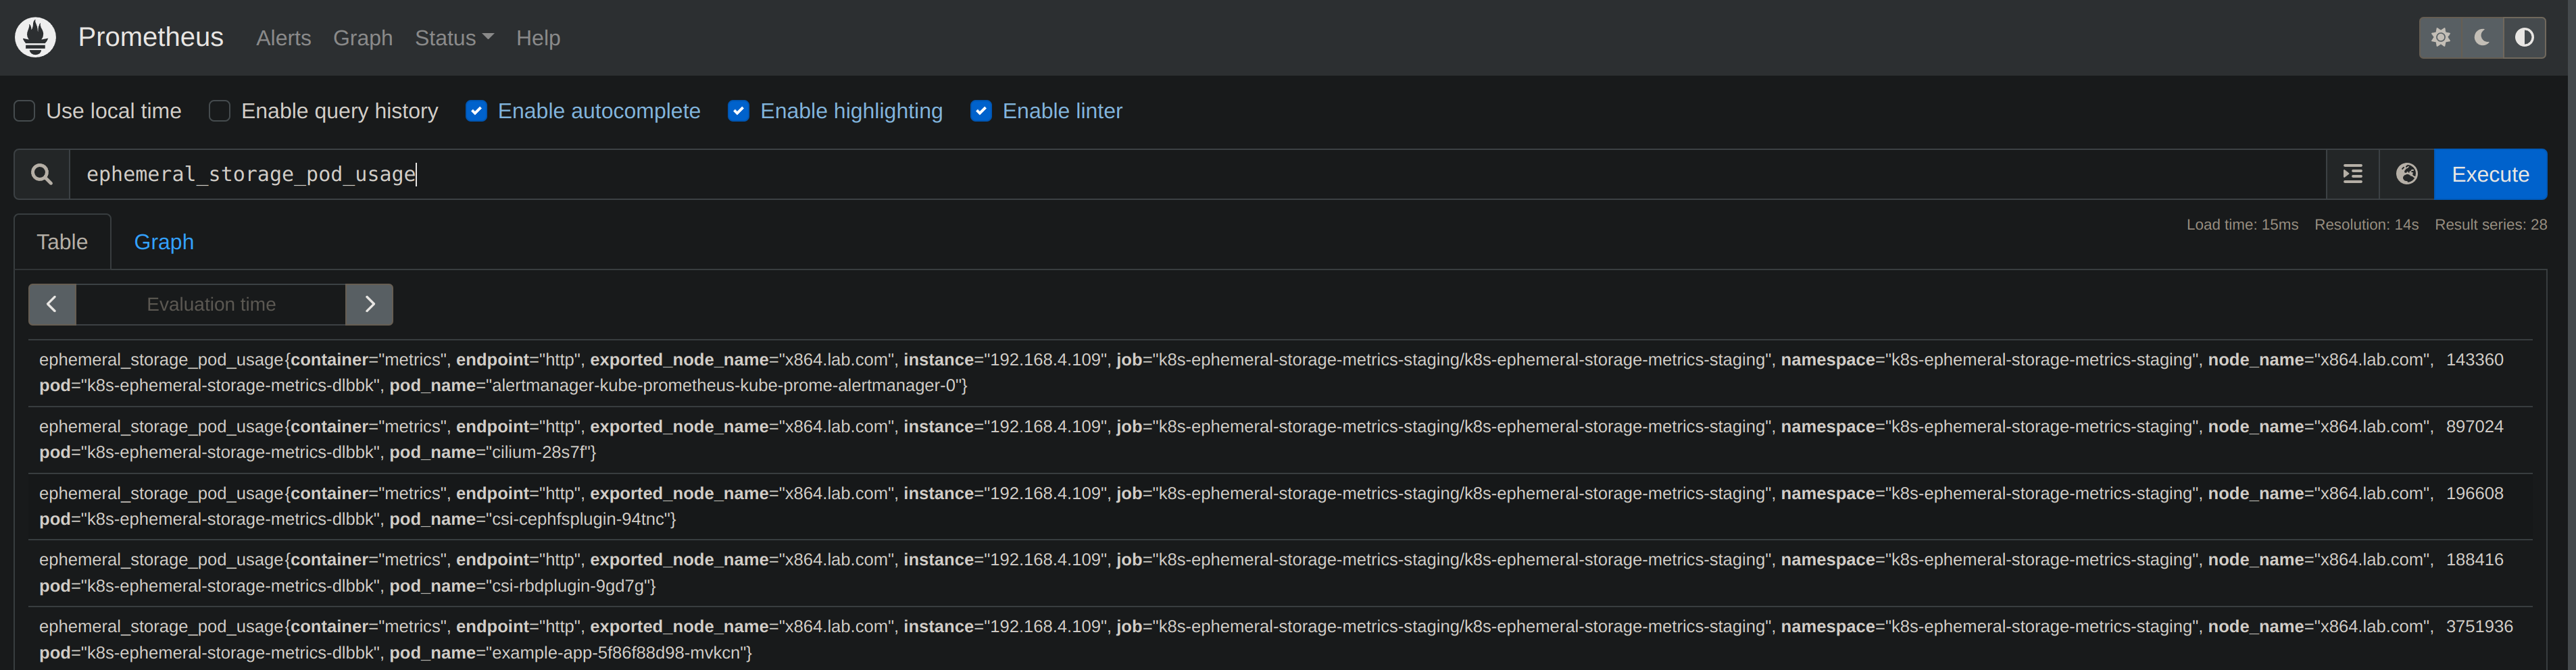 Prometheus Alerts Graph Status Help
Use local time Enable query history Enable autocomplete Enable highlighting Enable linter
ephemeral_storage_pod_usage Execute
Table Graph Load time: 15ms Resolution: 14s Result series: 28
Evaluation time
ephemeral_storage_pod_usage{container="metrics", endpoint="http", exported_node_name="x864.lab.com", instance="192.168.4.109", job="k8s-ephemeral-storage-metrics-staging/k8s-ephemeral-storage-metrics-staging", namespace="k8s-ephemeral-storage-metrics-staging", node_name="x864.lab.com", 143360
pod="k8s-ephemeral-storage-metrics-dlbbk", pod_name="alertmanager-kube-prometheus-kube-prome-alertmanager-0"}
ephemeral_storage_pod_usage{container="metrics", endpoint="http", exported_node_name="x864.lab.com", instance="192.168.4.109", job="k8s-ephemeral-storage-metrics-staging/k8s-ephemeral-storage-metrics-staging", namespace="k8s-ephemeral-storage-metrics-staging", node_name="x864.lab.com", 897024
pod="k8s-ephemeral-storage-metrics-dlbbk", pod_name="cilium-28s7f"}
ephemeral_storage_pod_usage{container="metrics", endpoint="http", exported_node_name="x864.lab.com", instance="192.168.4.109", job="k8s-ephemeral-storage-metrics-staging/k8s-ephemeral-storage-metrics-staging", namespace="k8s-ephemeral-storage-metrics-staging", node_name="x864.lab.com", 196608
pod="k8s-ephemeral-storage-metrics-dlbbk", pod_name="csi-cephfsplugin-94tnc"}
ephemeral_storage_pod_usage{container="metrics", endpoint="http", exported_node_name="x864.lab.com", instance="192.168.4.109", job="k8s-ephemeral-storage-metrics-staging/k8s-ephemeral-storage-metrics-staging", namespace="k8s-ephemeral-storage-metrics-staging", node_name="x864.lab.com", 188416
pod="k8s-ephemeral-storage-metrics-dlbbk", pod_name="csi-rbdplugin-9gd7g"}
ephemeral_storage_pod_usage{container="metrics", endpoint="http", exported_node_name="x864.lab.com", instance="192.168.4.109", job="k8s-ephemeral-storage-metrics-staging/k8s-ephemeral-storage-metrics-staging", namespace="k8s-ephemeral-storage-metrics-staging", node_name="x864.lab.com", 3751936
pod="k8s-ephemeral-storage-metrics-dlbbk", pod_name="example-app-5f86f88d98-mvkcn"}